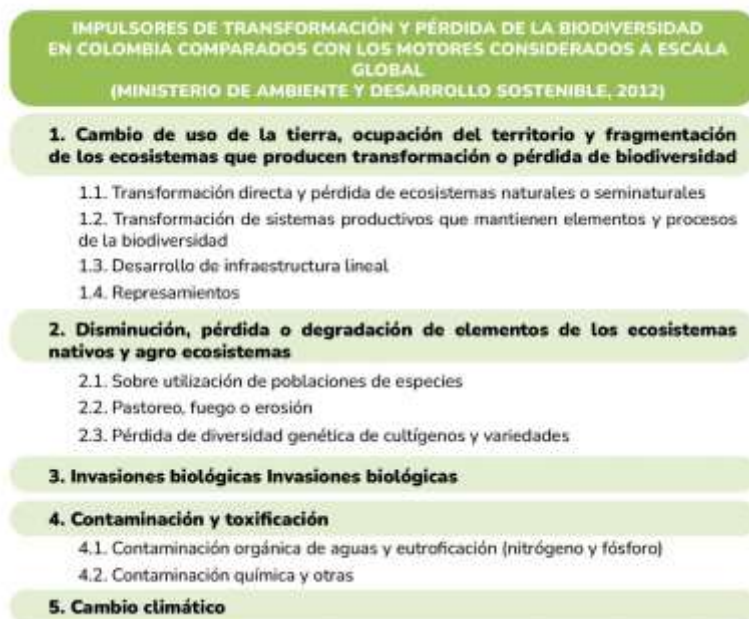 IMPULSORES DE TRANSFORMACIÓN Y PÉRDIDA DE LA BIODIVERSIDAD
EN COLOMBIA COMPARADOS CON LOS MOTORES CONSIDERADOS A ESCALA
GLOBAL
(MINISTERIO DE AMBIENTE Y DESARROLLO SOSTENIBLE, 2012)
1. Cambio de uso de la tierra, ocupación del territorio y fragmentación
de los ecosistemas que producen transformación o pérdida de biodiversidad
1.1. Transformación directa y pérdida de ecosistemas naturales o seminaturales
1.2. Transformación de sistemas productivos que mantienen elementos y procesos
de la biodiversidad
1.3. Desarrollo de infraestructura lineal
1.4. Represamientos
2. Disminución, pérdida o degradación de elementos de los ecosistemas
nativos y agro ecosistemas
2.1. Sobre utilización de poblaciones de especies
2.2. Pastoreo, fuego o erosión
2.3. Pérdida de diversidad genética de cultígenos y variedades
3. Invasiones biológicas Invasiones biológicas
4. Contaminación y toxificación
4.1. Contaminación orgánica de aguas y eutroficación (nitrógeno y fósforo)
4.2. Contaminación química y otras
5. Cambio climático